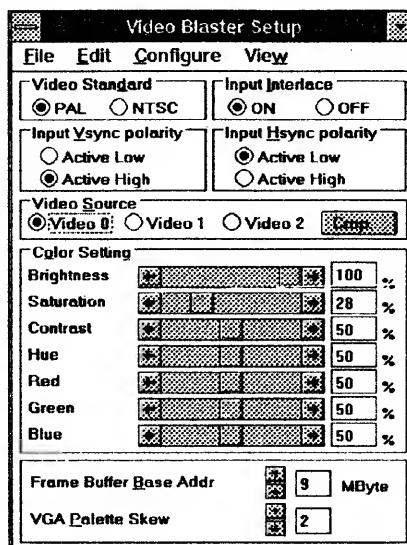 Video Blaster Setup
File Edit Configure View
Video Standard
PAL NTSC
Input Interlace
ON OFF
Input Vsync polarity
Active Low
Active High
Input Hsync polarity
Active Low
Active High
Video Source
Video 0 Video 1 Video 2 Crop
Color Setting
Brightness 100 %
Saturation 28 %
Contrast 50 %
Hue 50 %
Red 50 %
Green 50 %
Blue 50 %
Frame Buffer Base Addr 9 MByte
VGA Palette Skew 2